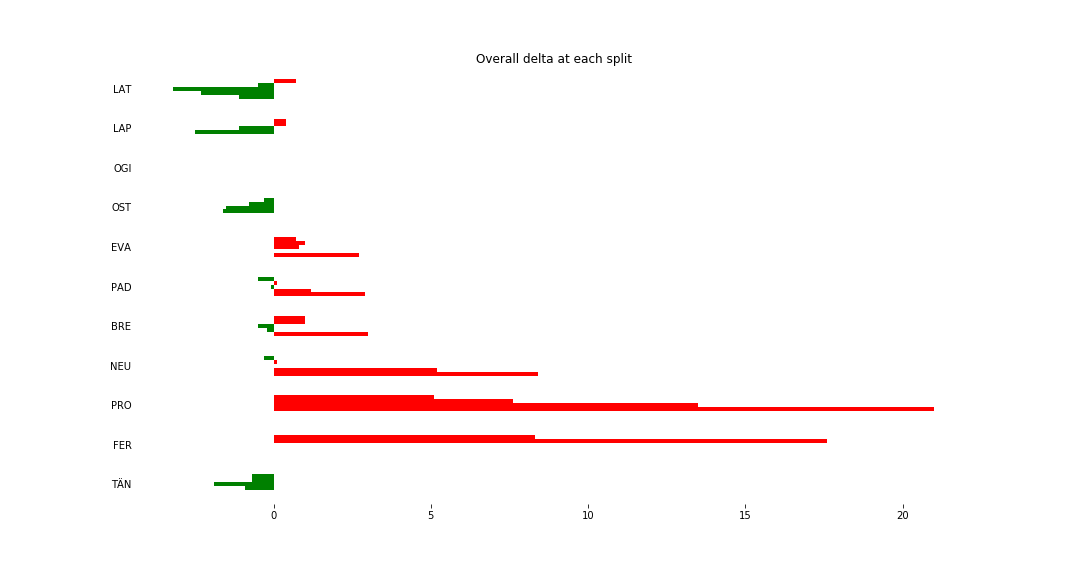 Overall delta at each split
LAT
LAP
OGI
OST
EVA
PAD
BRE
NEU
PRO
FER
TÄN
0 5 10 15 20